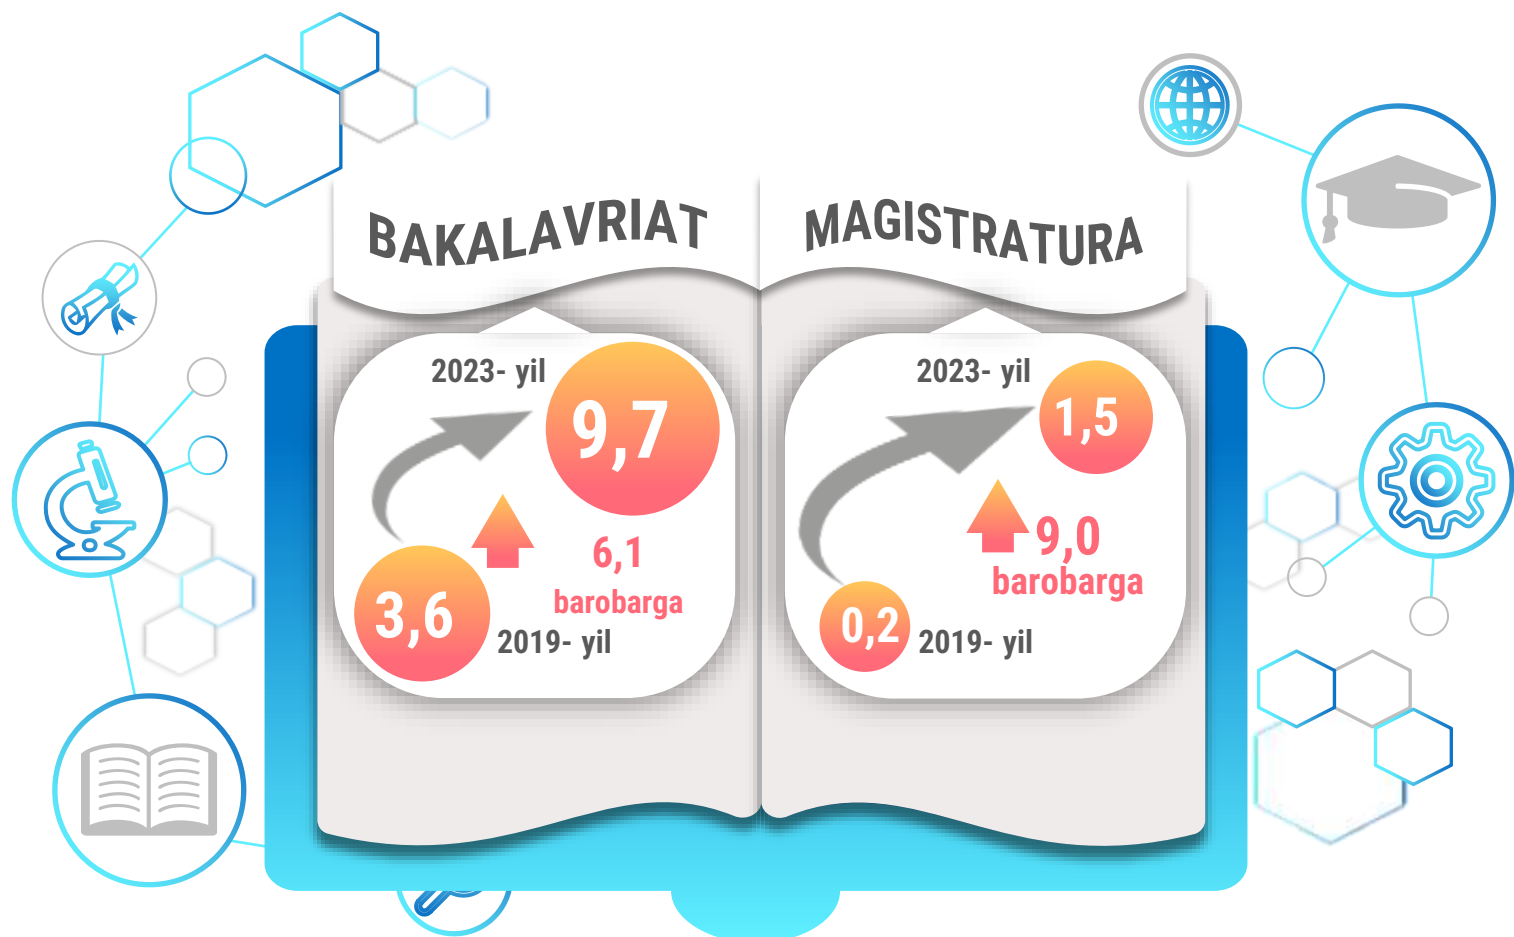 BAKALAVRIAT
2023- yil
9,7
6,1
barobarga
3,6
2019- yil
MAGISTRATURA
2023- yil
1,5
9,0
barobarga
0,2
2019- yil